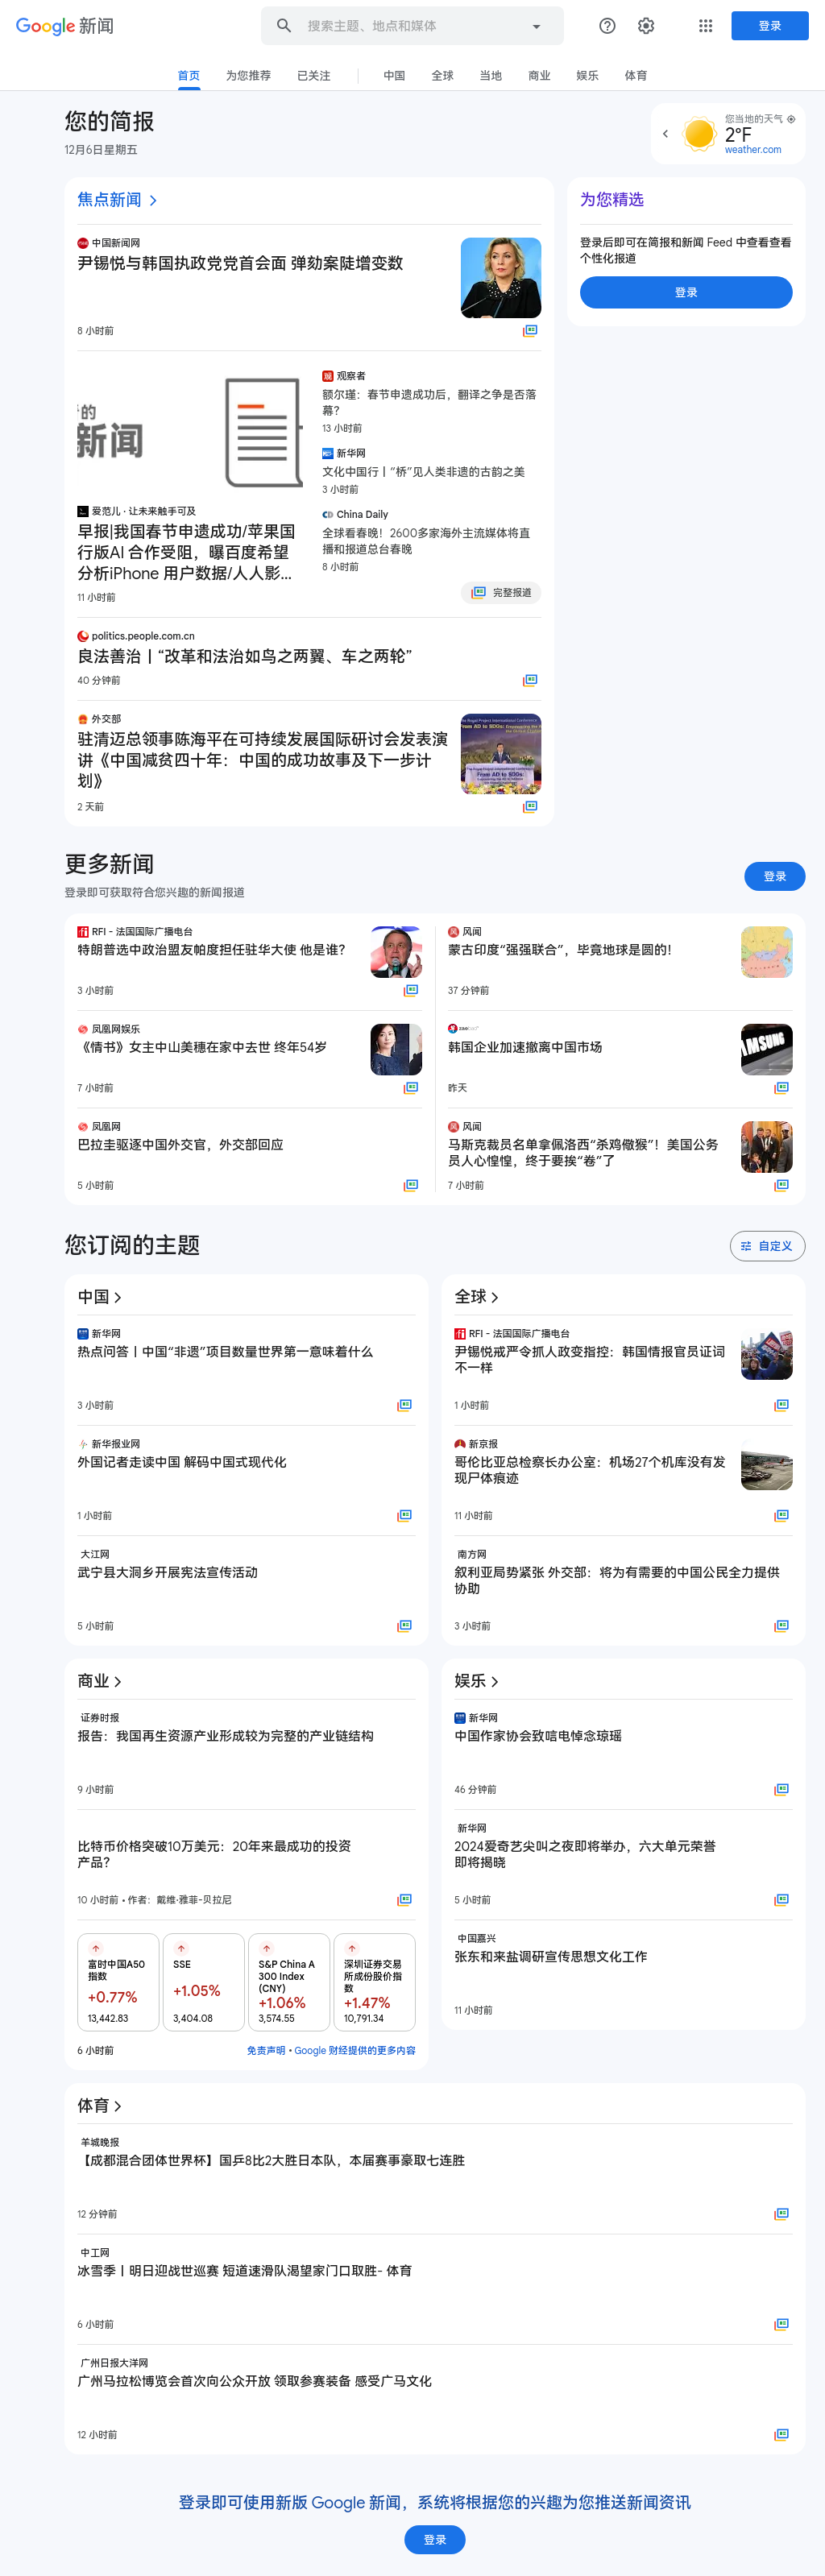 Google 新闻
搜索主题、地点和媒体
登录
首页
为您推荐
已关注
中国
全球
当地
商业
娱乐
体育
您的简报
12月6日星期五
您当地的天气
2°F
weather.com
焦点新闻
中国新闻网
尹锡悦与韩国执政党党首会面 弹劾案陡增变数
8 小时前
的
新闻
爱范儿 · 让未来触手可及
早报|我国春节申遗成功/苹果国
行版AI 合作受阻，曝百度希望
分析iPhone 用户数据/人人影...
11 小时前
观察者
额尔瑾：春节申遗成功后，翻译之争是否落
幕？
13 小时前
新华网
文化中国行丨“桥”见人类非遗的古韵之美
3 小时前
China Daily
全球看春晚！2600多家海外主流媒体将直
播和报道总台春晚
8 小时前
完整报道
politics.people.com.cn
良法善治丨“改革和法治如鸟之两翼、车之两轮”
40 分钟前
外交部
驻清迈总领事陈海平在可持续发展国际研讨会发表演
讲《中国减贫四十年：中国的成功故事及下一步计
划》
2 天前
为您精选
登录后即可在简报和新闻 Feed 中查看查看
个性化报道
登录
更多新闻
登录即可获取符合您兴趣的新闻报道
登录
RFI - 法国国际广播电台
特朗普选中政治盟友帕度担任驻华大使 他是谁？
3 小时前
凤凰网娱乐
《情书》女主中山美穗在家中去世 终年54岁
7 小时前
凤凰网
巴拉圭驱逐中国外交官，外交部回应
5 小时前
风闻
蒙古印度“强强联合”，毕竟地球是圆的！
37 分钟前
韩国企业加速撤离中国市场
昨天
SAMSUNG
风闻
马斯克裁员名单拿佩洛西“杀鸡儆猴”！美国公务
员人心惶惶，终于要挨“卷”了
7 小时前
您订阅的主题
自定义
中国
新华网
热点问答丨中国“非遗”项目数量世界第一意味着什么
3 小时前
新华报业网
外国记者走读中国 解码中国式现代化
1 小时前
大江网
武宁县大洞乡开展宪法宣传活动
5 小时前
全球
RFI - 法国国际广播电台
尹锡悦戒严令抓人政变指控：韩国情报官员证词
不一样
1 小时前
新京报
哥伦比亚总检察长办公室：机场27个机库没有发
现尸体痕迹
11 小时前
南方网
叙利亚局势紧张 外交部：将为有需要的中国公民全力提供
协助
3 小时前
商业
证券时报
报告：我国再生资源产业形成较为完整的产业链结构
9 小时前
比特币价格突破10万美元：20年来最成功的投资
产品？
10 小时前 • 作者：戴维·雅菲-贝拉尼
富时中国A50
指数
+0.77%
13,442.83
SSE
+1.05%
3,404.08
S&P China A
300 Index
(CNY)
+1.06%
3,574.55
深圳证券交易
所成份股价指
数
+1.47%
10,791.34
6 小时前
免责声明 • Google 财经提供的更多内容
娱乐
新华网
中国作家协会致唁电悼念琼瑶
46 分钟前
新华网
2024爱奇艺尖叫之夜即将举办，六大单元荣誉
即将揭晓
5 小时前
中国嘉兴
张东和来盐调研宣传思想文化工作
11 小时前
体育
羊城晚报
【成都混合团体世界杯】国乒8比2大胜日本队，本届赛事豪取七连胜
12 分钟前
中工网
冰雪季丨明日迎战世巡赛 短道速滑队渴望家门口取胜- 体育
6 小时前
广州日报大洋网
广州马拉松博览会首次向公众开放 领取参赛装备 感受广马文化
12 小时前
登录即可使用新版 Google 新闻，系统将根据您的兴趣为您推送新闻资讯
登录